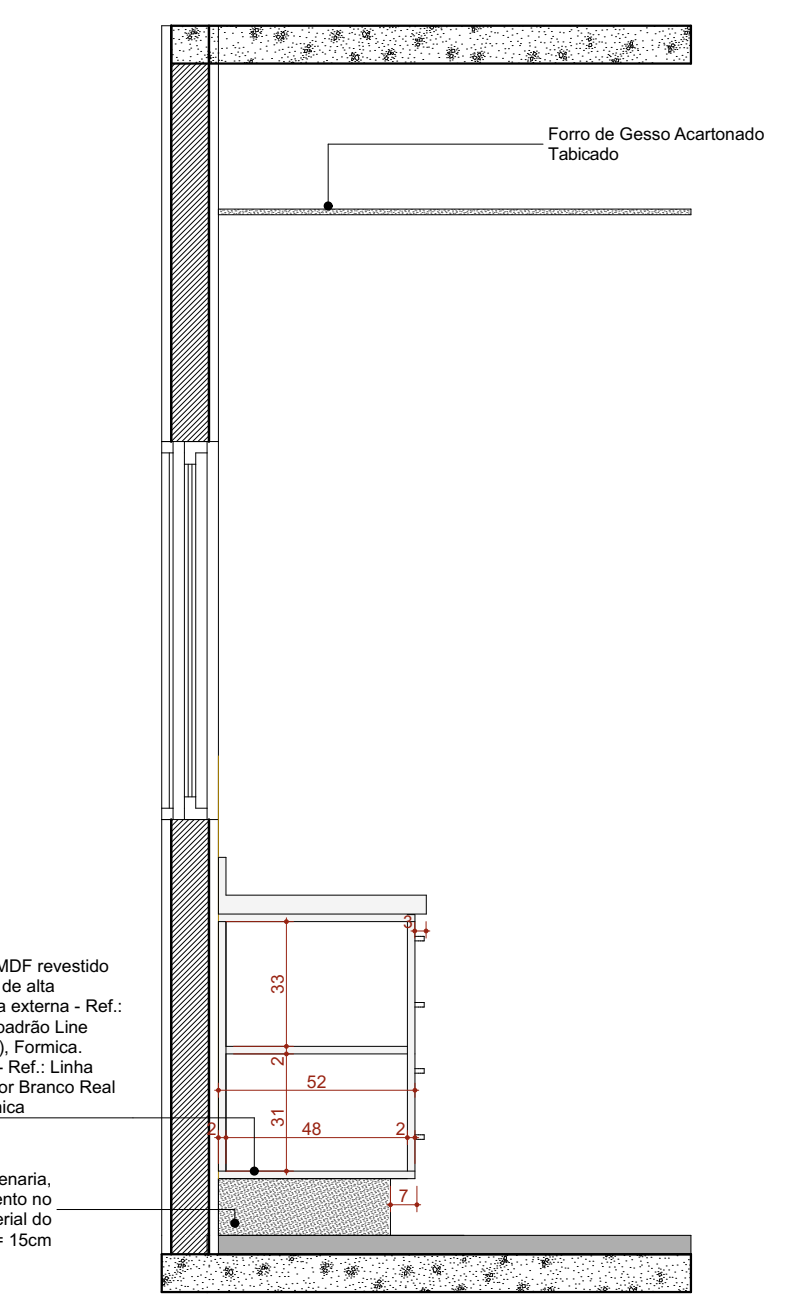 Forro de Gesso Acartonado
Tabicado
3
33
2
52
31
2
48
2
7
MDF revestido
de alta
a externa - Ref.:
padrão Line
), Formica.
- Ref.: Linha
or Branco Real
enaria,
ento no
erial do
= 15cm